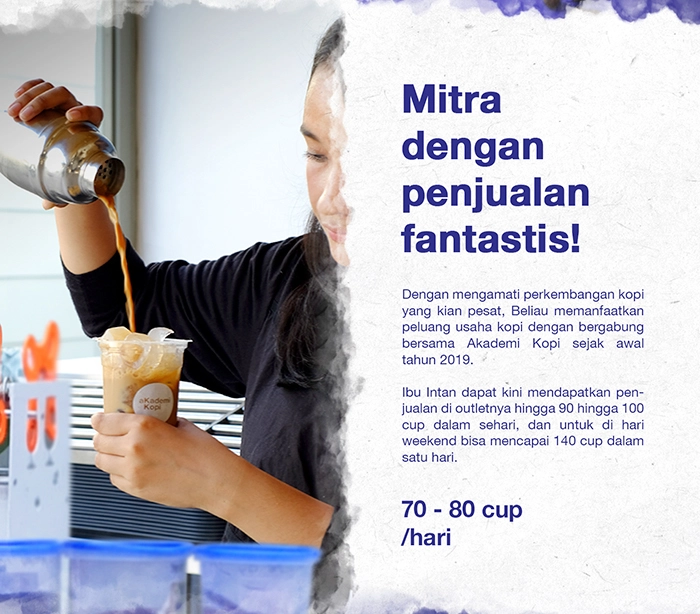 Mitra
dengan
penjualan
fantastis!
Dengan mengamati perkembangan kopi
yang kian pesat, Beliau memanfaatkan
peluang usaha kopi dengan bergabung
bersama Akademi Kopi sejak awal
tahun 2019.
Ibu Intan dapat kini mendapatkan pen-
jualan di outletnya hingga 90 hingga 100
cup dalam sehari, dan untuk di hari
weekend bisa mencapai 140 cup dalam
satu hari.
70 - 80 cup
/hari
aKademi
Kopi